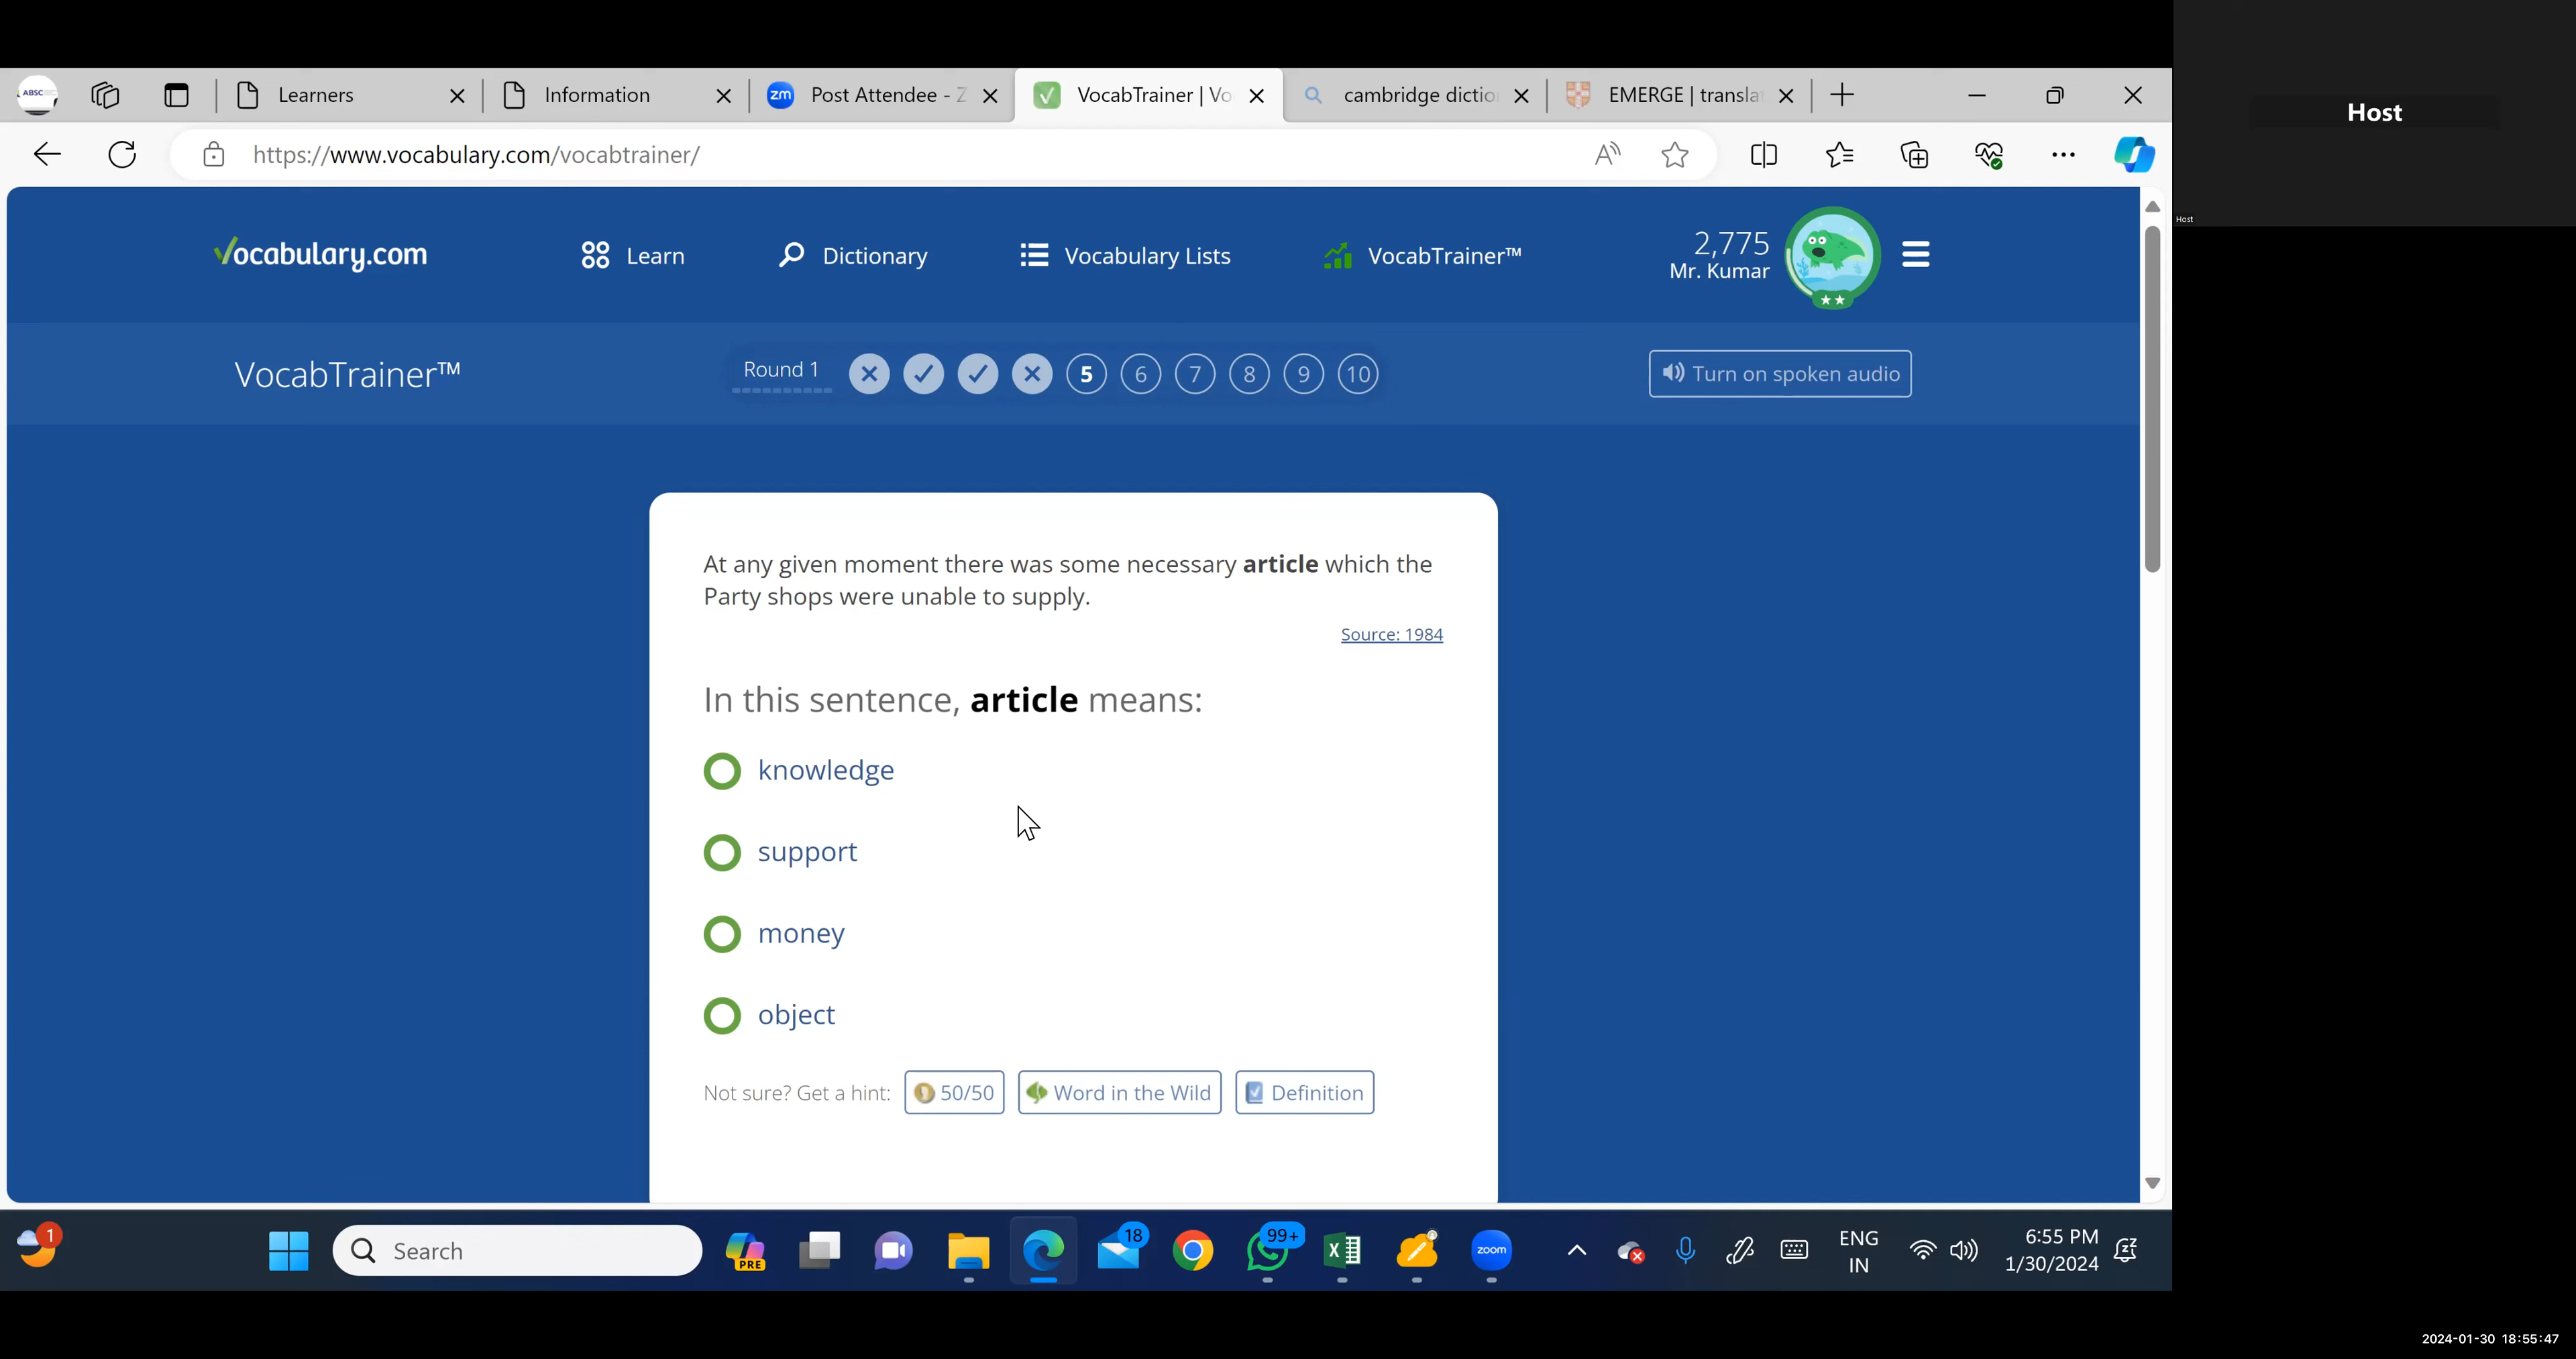 ABSC
Learners
Information
Post Attendee - Z
VocabTrainer | Vo
cambridge dictio
EMERGE | transla
https://www.vocabulary.com/vocabtrainer/
Host
Host
Vocabulary.com
Learn
Dictionary
Vocabulary Lists
VocabTrainer™
2,775
Mr. Kumar
VocabTrainer™
Round 1
5 6 7 8 9 10
Turn on spoken audio
At any given moment there was some necessary article which the
Party shops were unable to supply.
Source: 1984
In this sentence, article means:
knowledge
support
money
object
Not sure? Get a hint: 50/50 Word in the Wild Definition
1
Search
PRE
18
99+
zoom
ENG
IN
6:55 PM
1/30/2024
2024-01-30 18:55:47